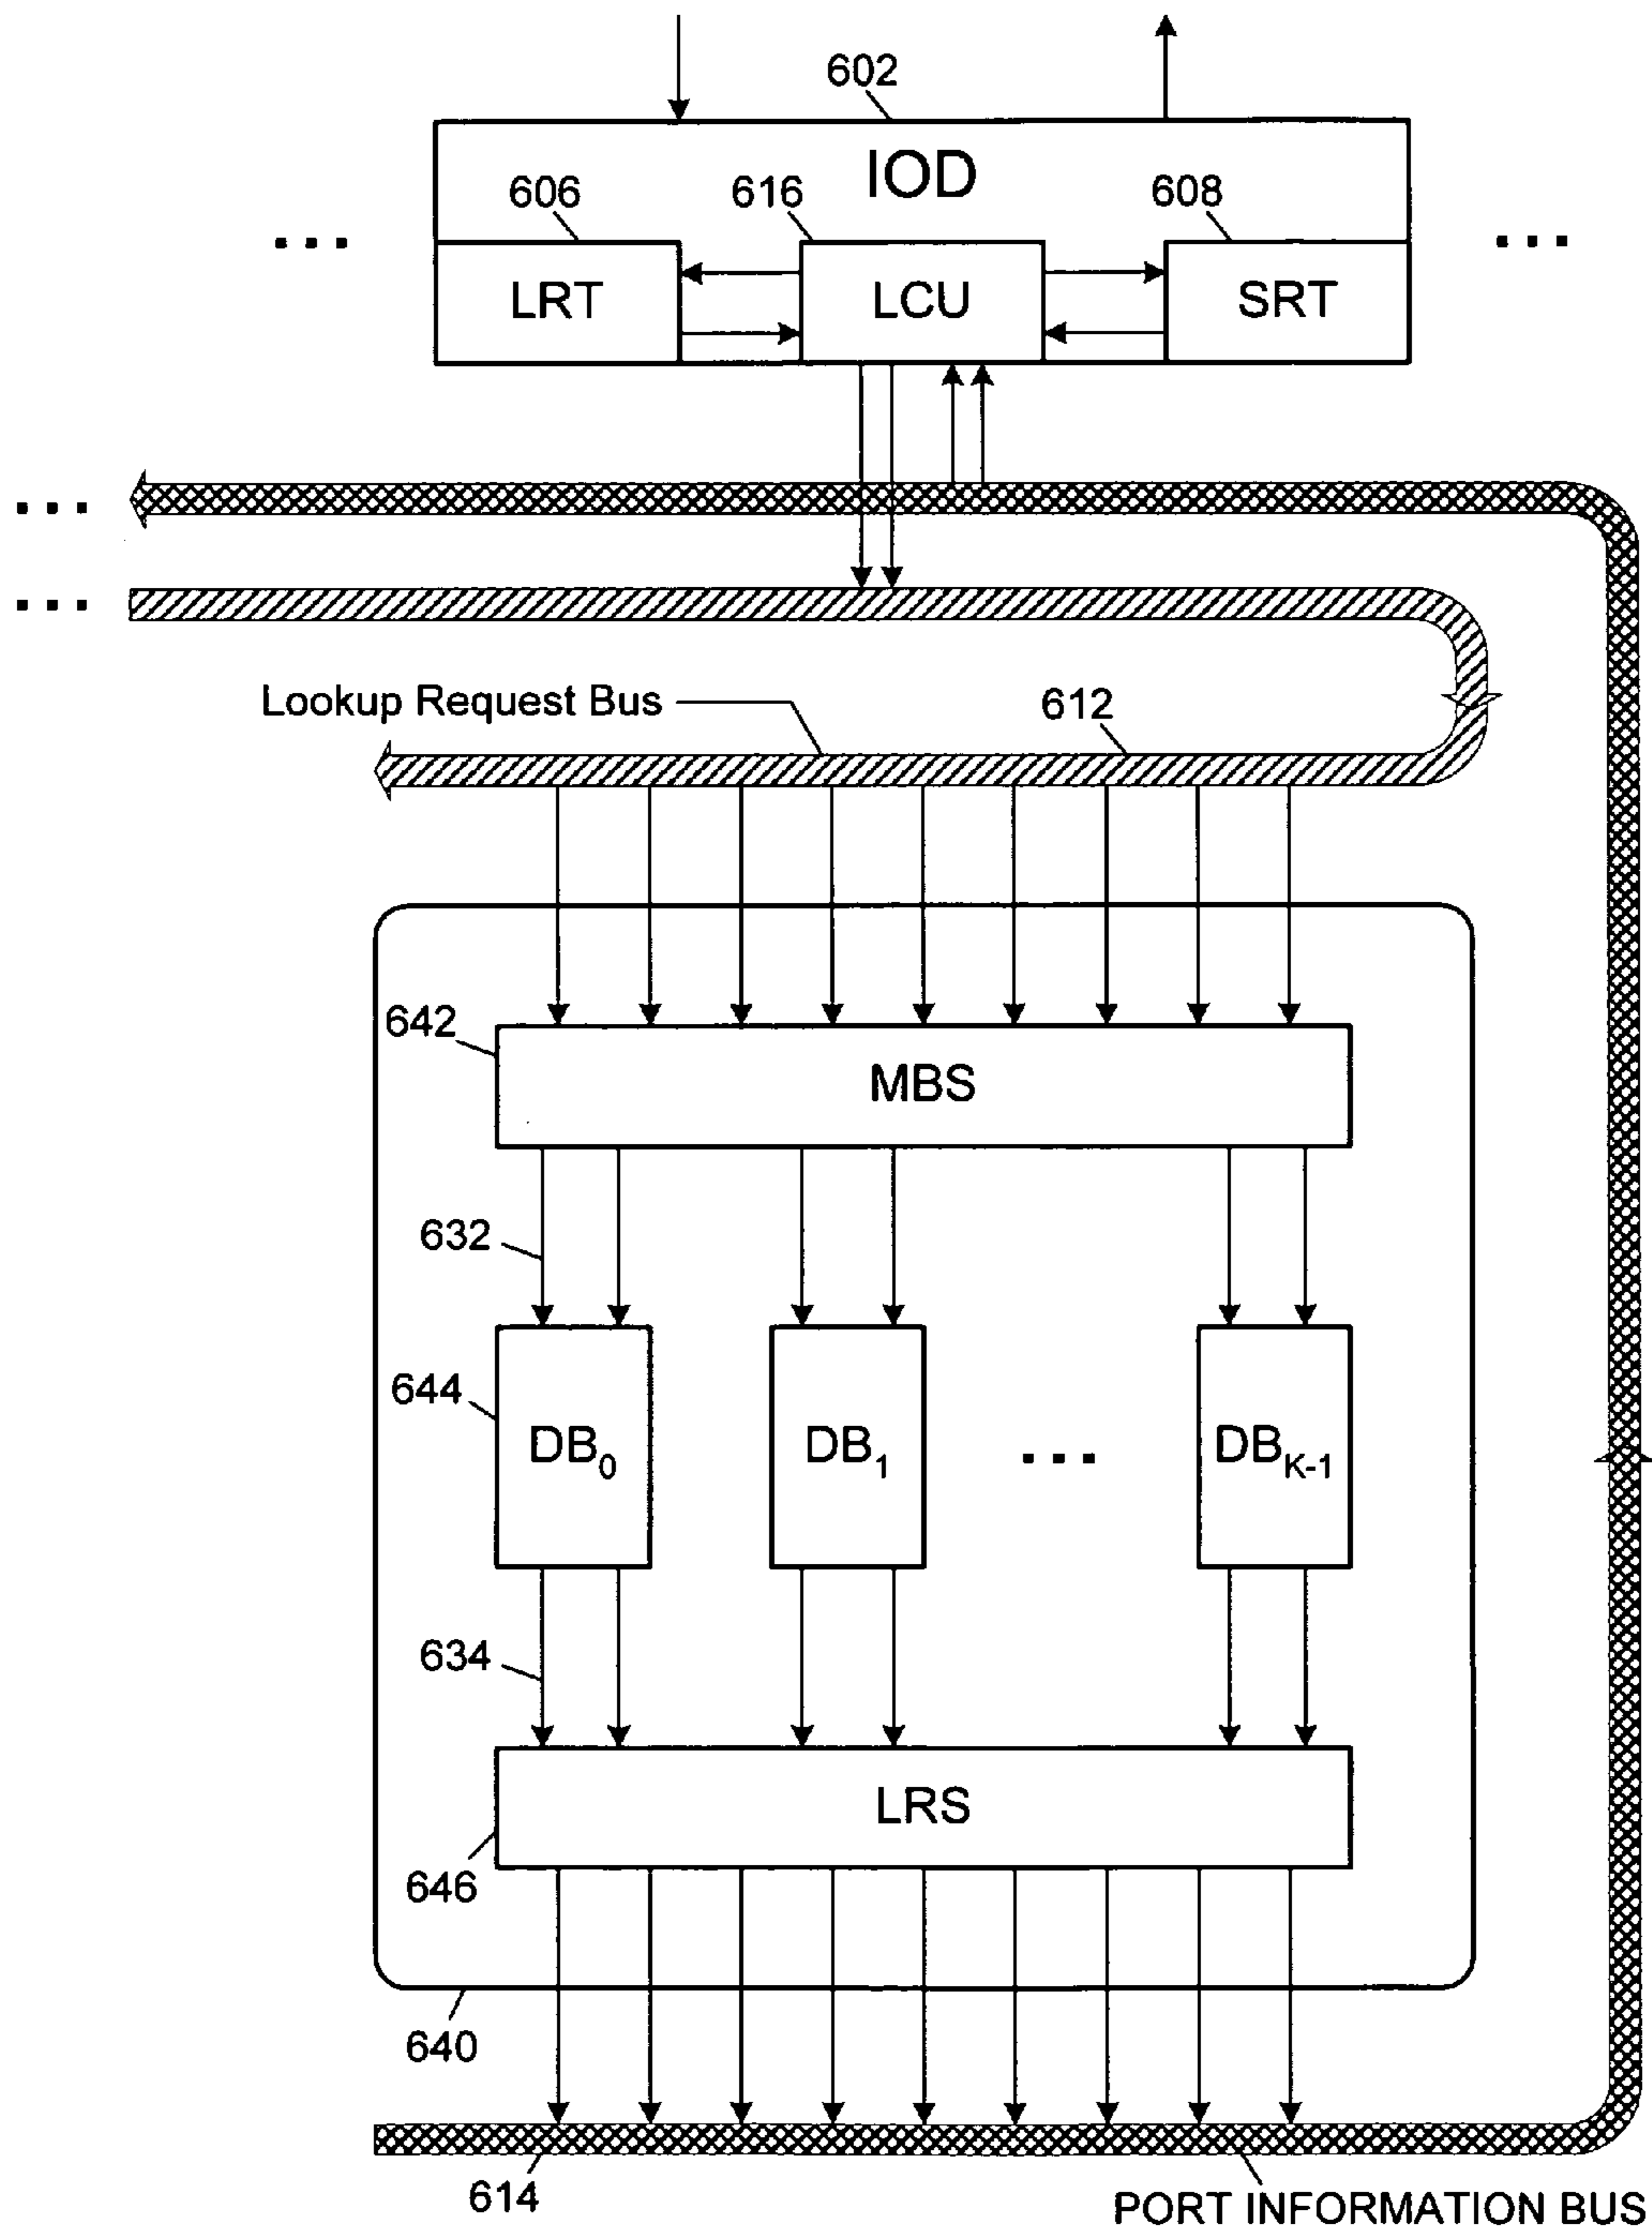 602
IOD
606
616
608
...
...
LRT
LCU
SRT
...
...
Lookup Request Bus
612
642
MBS
632
644
DB0
DB1
...
DBK-1
634
LRS
646
640
614
PORT INFORMATION BUS